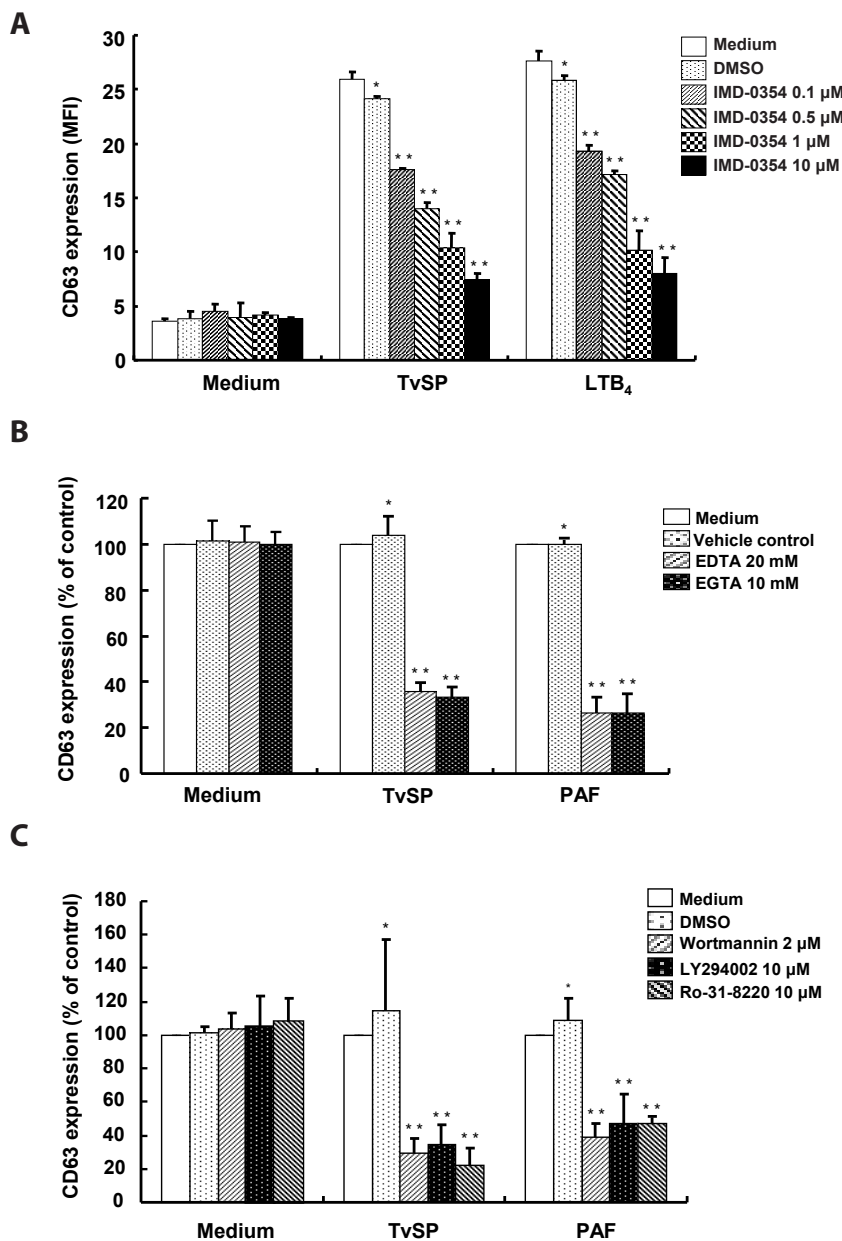 A
CD63 expression (MFI)
30
25
20
15
10
5
0
Medium
DMSO
IMD-0354 0.1 µM
IMD-0354 0.5 µM
IMD-0354 1 µM
IMD-0354 10 µM
*
* *
* *
* *
* *
*
* *
* *
* *
* *
Medium TvSP LTB4
B
CD63 expression (% of control)
120
100
80
60
40
20
0
Medium
Vehicle control
EDTA 20 mM
EGTA 10 mM
*
* *
* *
*
* *
* *
Medium TvSP PAF
C
CD63 expression (% of control)
180
160
140
120
100
80
60
40
20
0
Medium
DMSO
Wortmannin 2 µM
LY294002 10 µM
Ro-31-8220 10 µM
*
* *
* *
* *
*
* *
* *
* *
Medium TvSP PAF